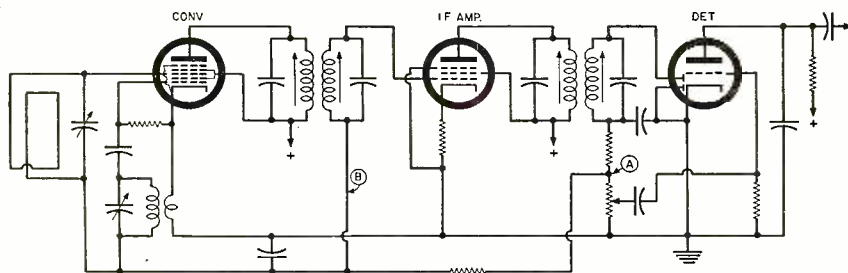 CONV
I F AMP.
DET
B
A
+
+
+